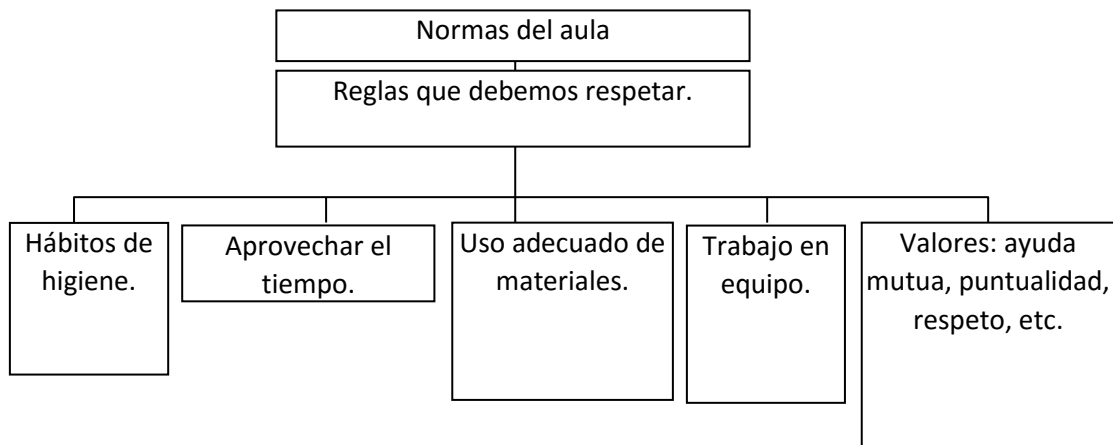 Normas del aula
Reglas que debemos respetar.
Hábitos de
higiene.
Aprovechar el
tiempo.
Uso adecuado de
materiales.
Trabajo en
equipo.
Valores: ayuda
mutua, puntualidad,
respeto, etc.